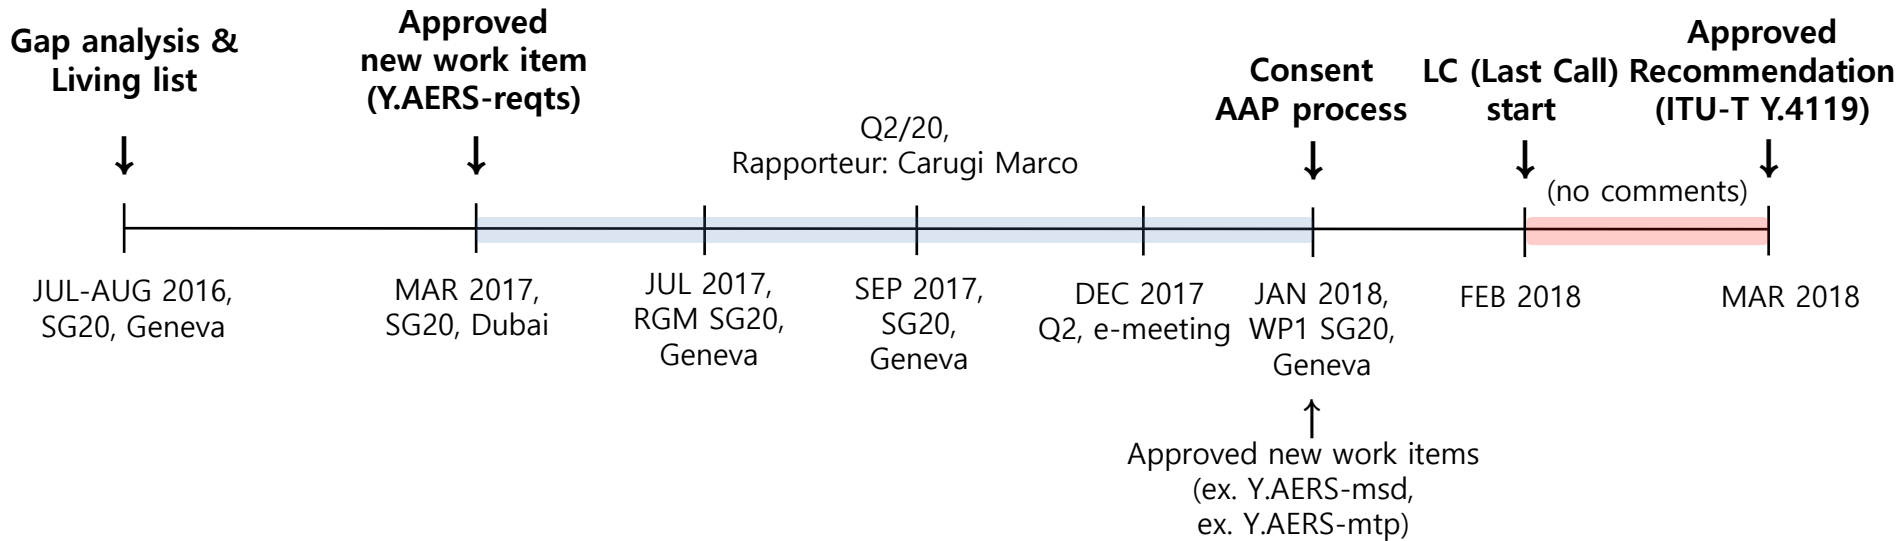 Gap analysis &
Living list
Approved
new work item
(Y.AERS-reqts)
Q2/20,
Rapporteur: Carugi Marco
Consent
AAP process
LC (Last Call)
start
Approved
Recommendation
(ITU-T Y.4119)
(no comments)
JUL-AUG 2016,
SG20, Geneva
MAR 2017,
SG20, Dubai
JUL 2017,
RGM SG20,
Geneva
SEP 2017,
SG20,
Geneva
DEC 2017
Q2, e-meeting
JAN 2018,
WP1 SG20,
Geneva
FEB 2018
MAR 2018
Approved new work items
(ex. Y.AERS-msd,
ex. Y.AERS-mtp)